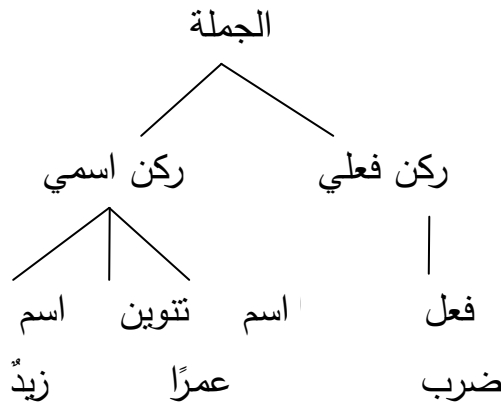 الجملة
ركن فعلي ركن اسمي
فعل اسم تنوين اسم
ضرب عمرًا زيدٌ